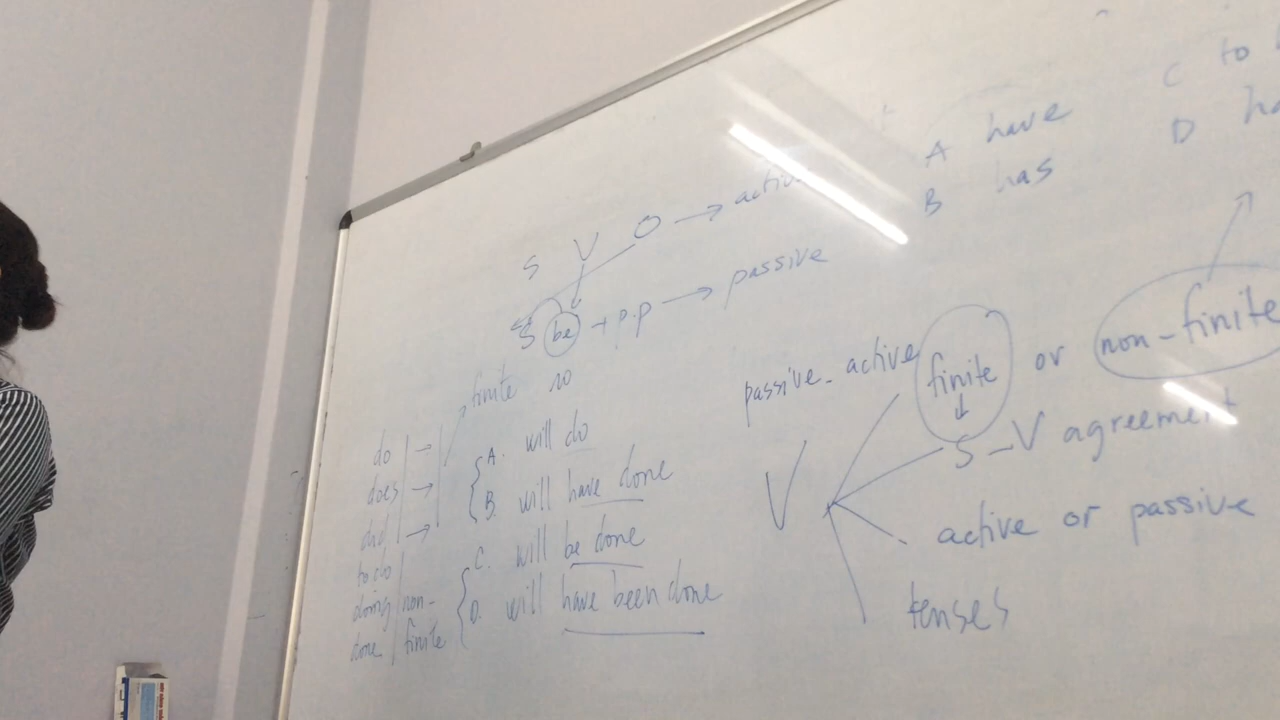 S V O → active
S be + p.p → passive
finite
do
does
did
to do
doing non-
done finite
A. will do
B. will have done
C. will be done
D. will have been done
A have
B has
C to
D
passive - active
V
finite or non-finite
↓
S - V agreement
active or passive
tenses